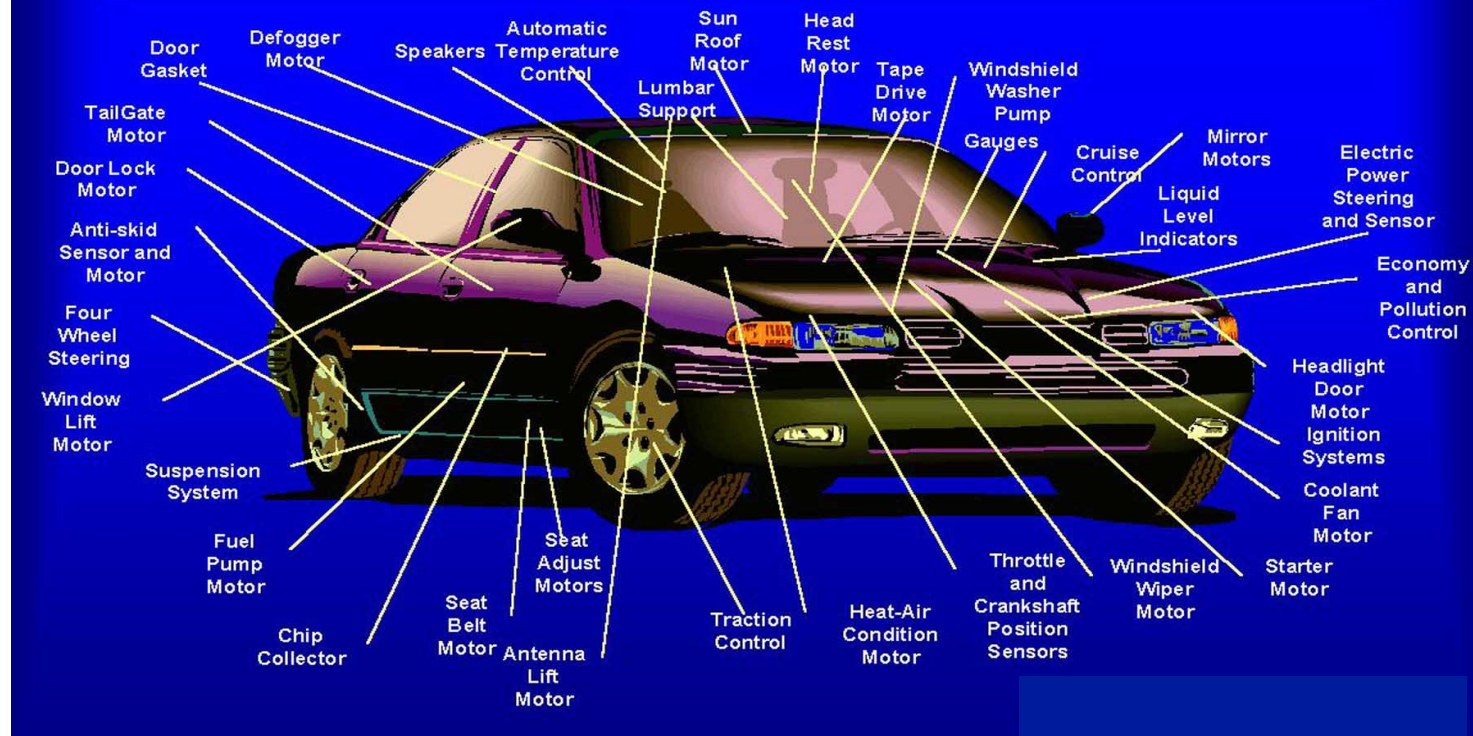 Door
Gasket
Defogger
Motor
Speakers
Automatic
Temperature
Control
Sun
Roof
Motor
Head
Rest
Motor
Lumbar
Support
Tape
Drive
Motor
Windshield
Washer
Pump
Gauges
Cruise
Control
Mirror
Motors
Liquid
Level
Indicators
Electric
Power
Steering
and Sensor
Economy
and
Pollution
Control
Headlight
Door
Motor
Ignition
Systems
Coolant
Fan
Motor
Starter
Motor
Windshield
Wiper
Motor
Throttle
and
Crankshaft
Position
Sensors
Heat-Air
Condition
Motor
Traction
Control
Antenna
Lift
Motor
Seat
Adjust
Motors
Seat
Belt
Motor
Chip
Collector
Fuel
Pump
Motor
Suspension
System
Window
Lift
Motor
Four
Wheel
Steering
Anti-skid
Sensor and
Motor
Door Lock
Motor
TailGate
Motor